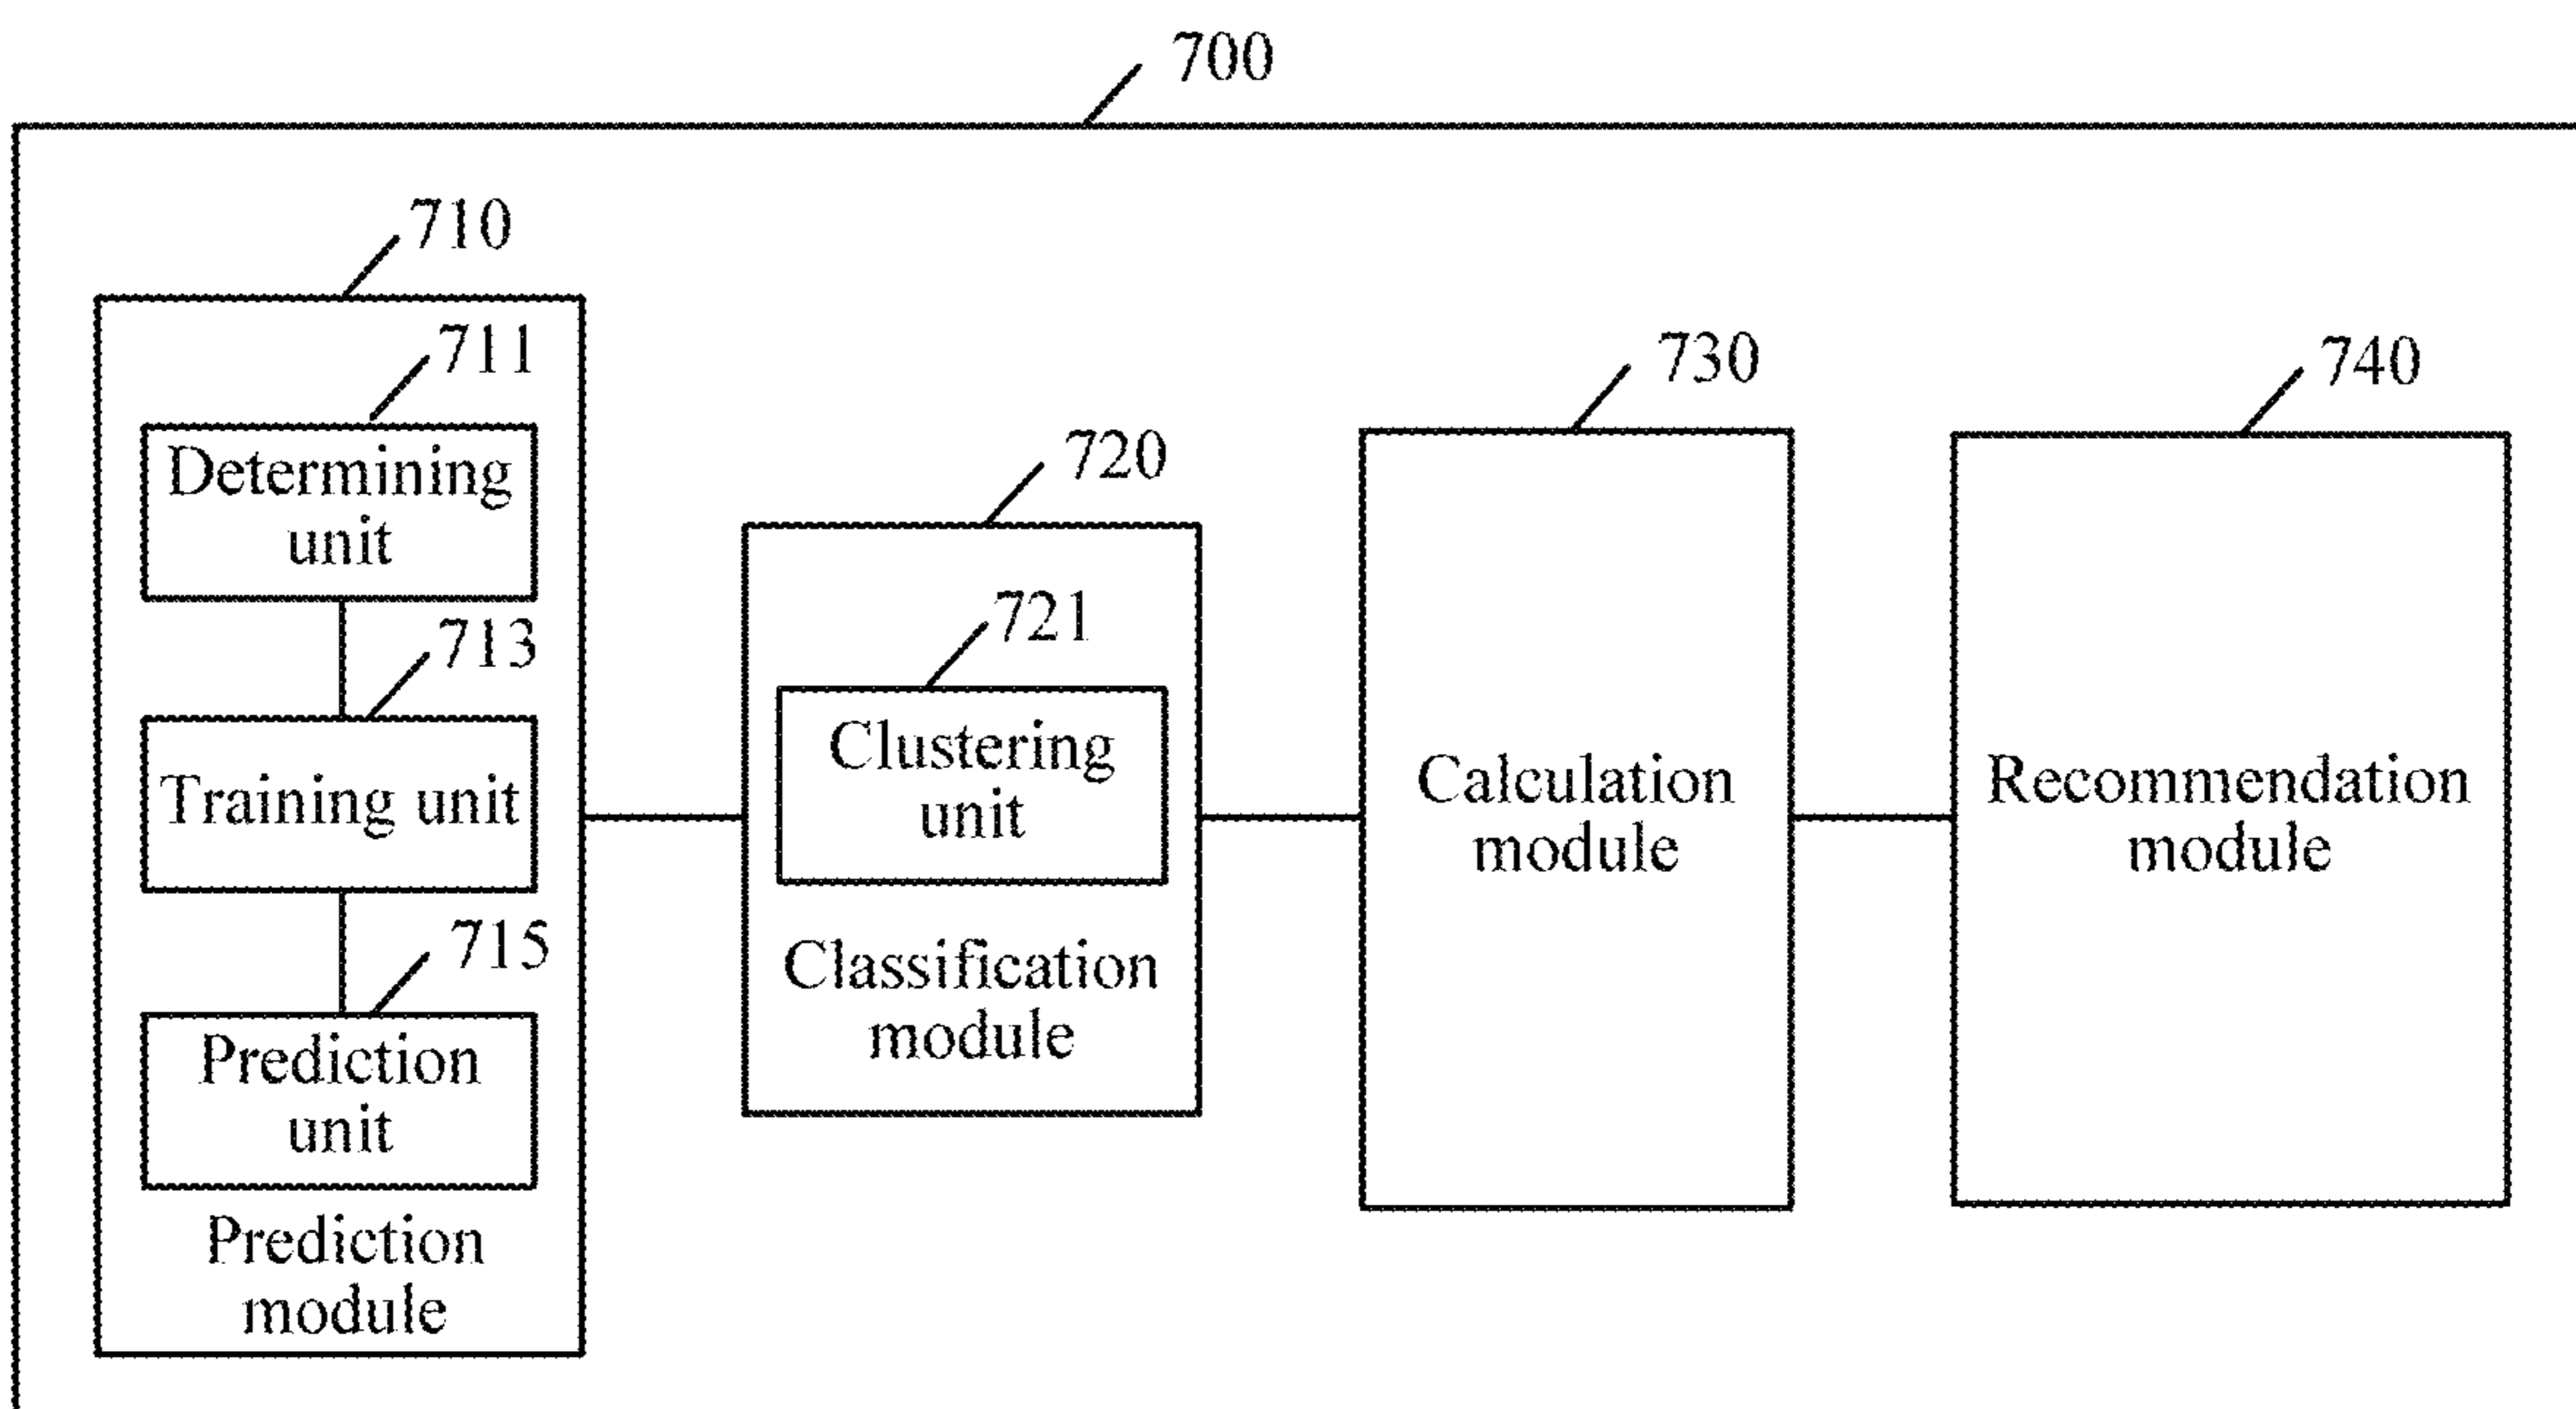 700
710
711
Determining
unit
713
Training unit
715
Prediction
unit
Prediction
module
720
721
Clustering
unit
Classification
module
730
Calculation
module
740
Recommendation
module